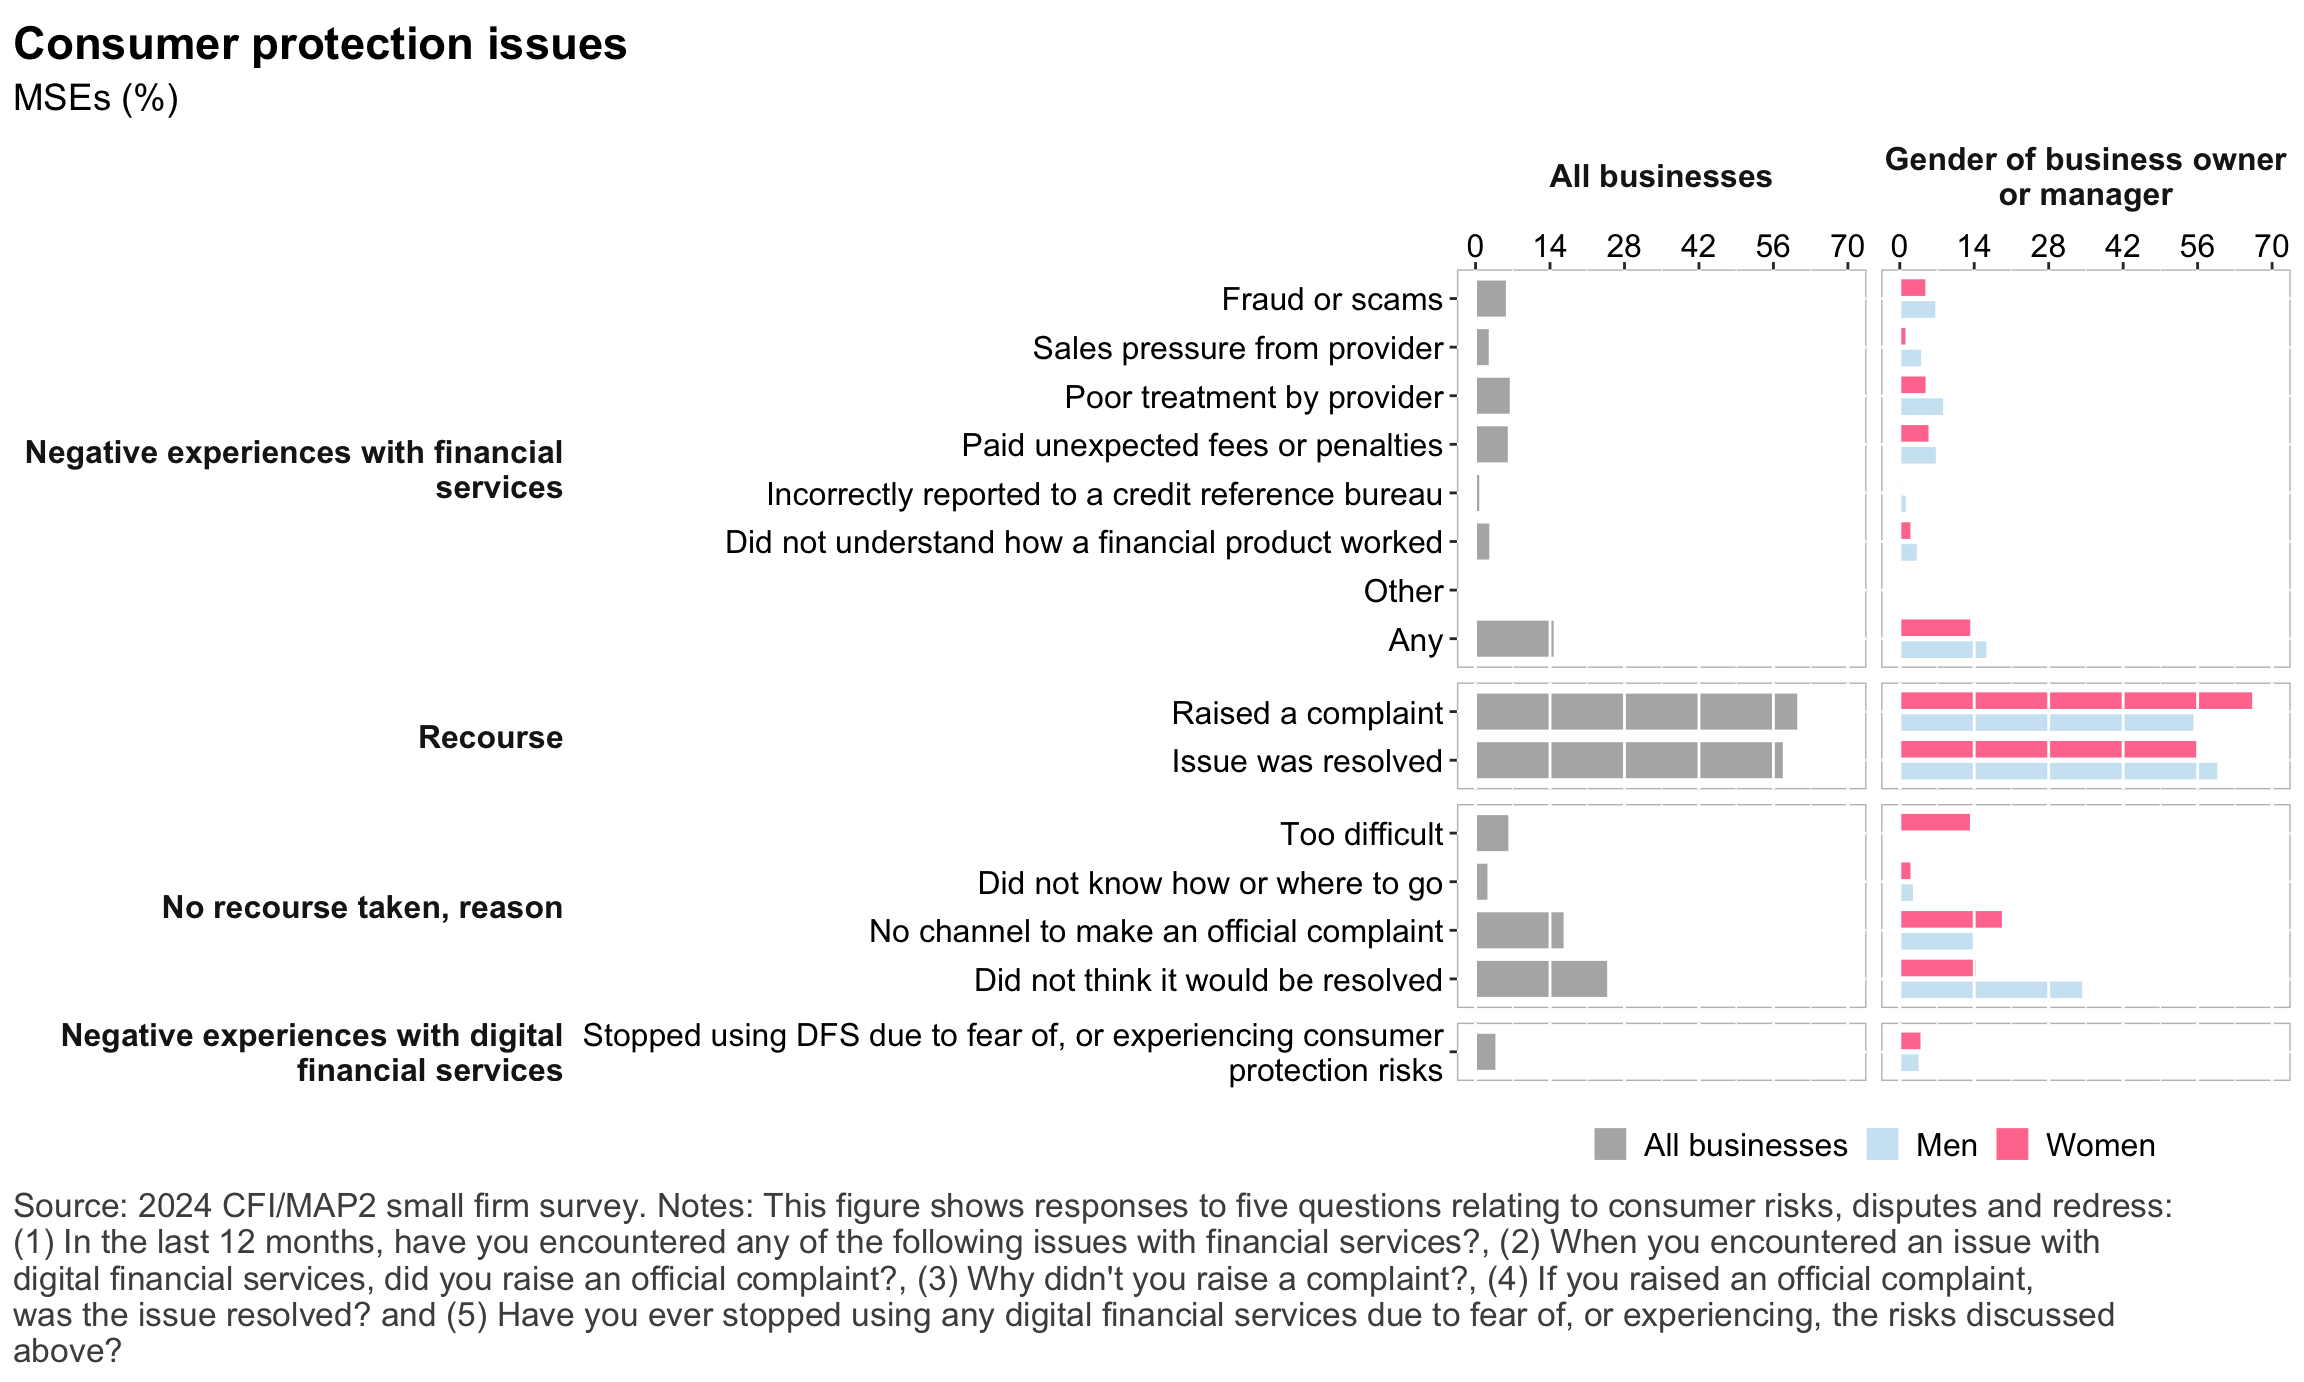 Consumer protection issues
MSEs (%)
All businesses
Gender of business owner
or manager
0 14 28 42 56 70
0 14 28 42 56 70
Negative experiences with financial
services
Fraud or scams
Sales pressure from provider
Poor treatment by provider
Paid unexpected fees or penalties
Incorrectly reported to a credit reference bureau
Did not understand how a financial product worked
Other
Any
Recourse
Raised a complaint
Issue was resolved
No recourse taken, reason
Too difficult
Did not know how or where to go
No channel to make an official complaint
Did not think it would be resolved
Negative experiences with digital
financial services
Stopped using DFS due to fear of, or experiencing consumer
protection risks
All businesses Men Women
Source: 2024 CFI/MAP2 small firm survey. Notes: This figure shows responses to five questions relating to consumer risks, disputes and redress:
(1) In the last 12 months, have you encountered any of the following issues with financial services?, (2) When you encountered an issue with
digital financial services, did you raise an official complaint?, (3) Why didn't you raise a complaint?, (4) If you raised an official complaint,
was the issue resolved? and (5) Have you ever stopped using any digital financial services due to fear of, or experiencing, the risks discussed
above?